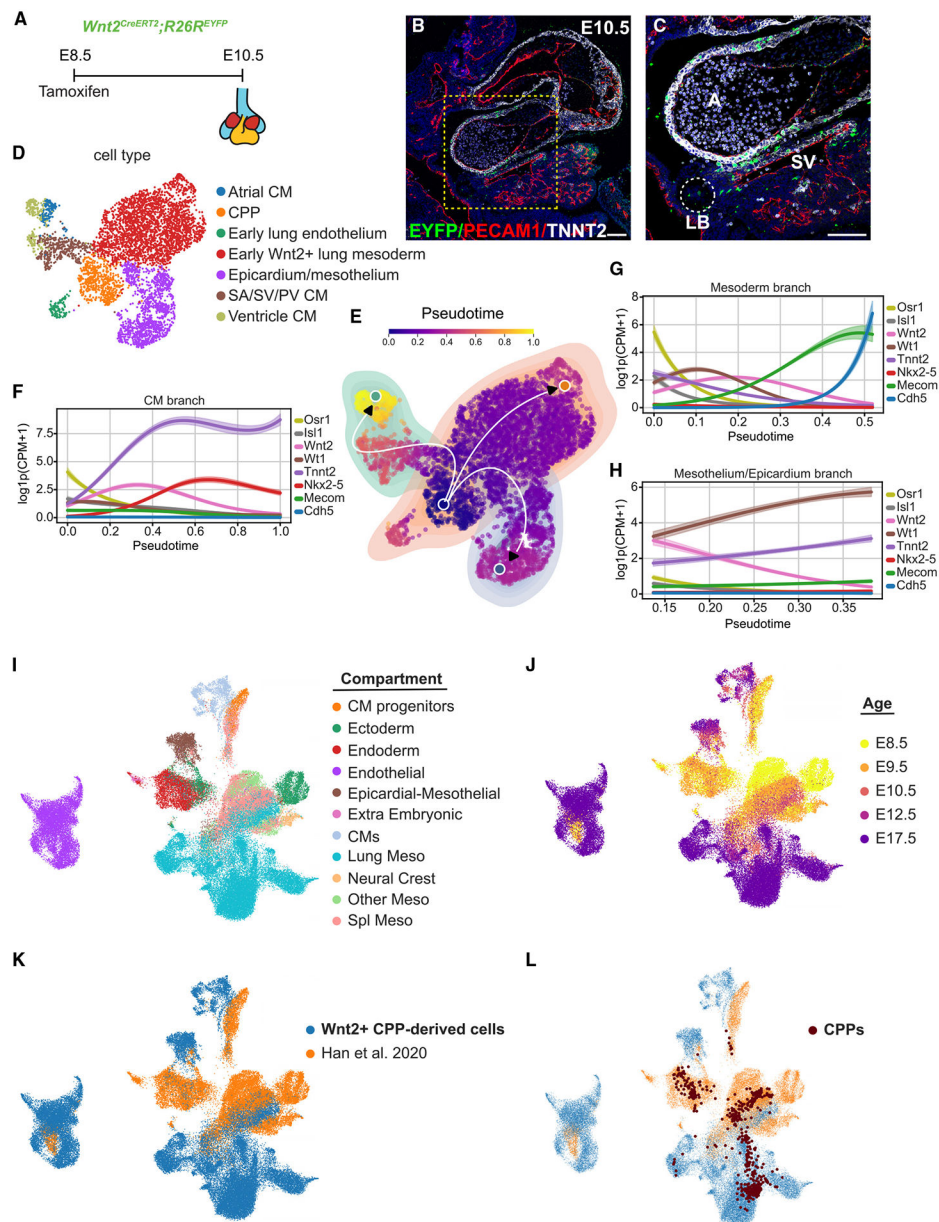 A
Wnt2CreERT2;R26REYFP
E8.5
E10.5
Tamoxifen
B
E10.5
EYFP/PECAM1/TNNT2
C
A
SV
LB
D
cell type
Atrial CM
CPP
Early lung endothelium
Early Wnt2+ lung mesoderm
Epicardium/mesothelium
SA/SV/PV CM
Ventricle CM
E
Pseudotime
0.0 0.2 0.4 0.6 0.8 1.0
F
CM branch
log1p(CPM+1)
7.5
5.0
2.5
0.0
0.0 0.2 0.4 0.6 0.8 1.0
Pseudotime
Osr1
Isl1
Wnt2
Wt1
Tnnt2
Nkx2-5
Mecom
Cdh5
G
Mesoderm branch
log1p(CPM+1)
8
6
4
2
0
0.0 0.1 0.2 0.3 0.4 0.5
Pseudotime
Osr1
Isl1
Wnt2
Wt1
Tnnt2
Nkx2-5
Mecom
Cdh5
H
Mesothelium/Epicardium branch
log1p(CPM+1)
6
4
2
0
0.15 0.20 0.25 0.30 0.35
Pseudotime
Osr1
Isl1
Wnt2
Wt1
Tnnt2
Nkx2-5
Mecom
Cdh5
I
Compartment
CM progenitors
Ectoderm
Endoderm
Endothelial
Epicardial-Mesothelial
Extra Embryonic
CMs
Lung Meso
Neural Crest
Other Meso
Spl Meso
J
Age
E8.5
E9.5
E10.5
E12.5
E17.5
K
Wnt2+ CPP-derived cells
Han et al. 2020
L
CPPs